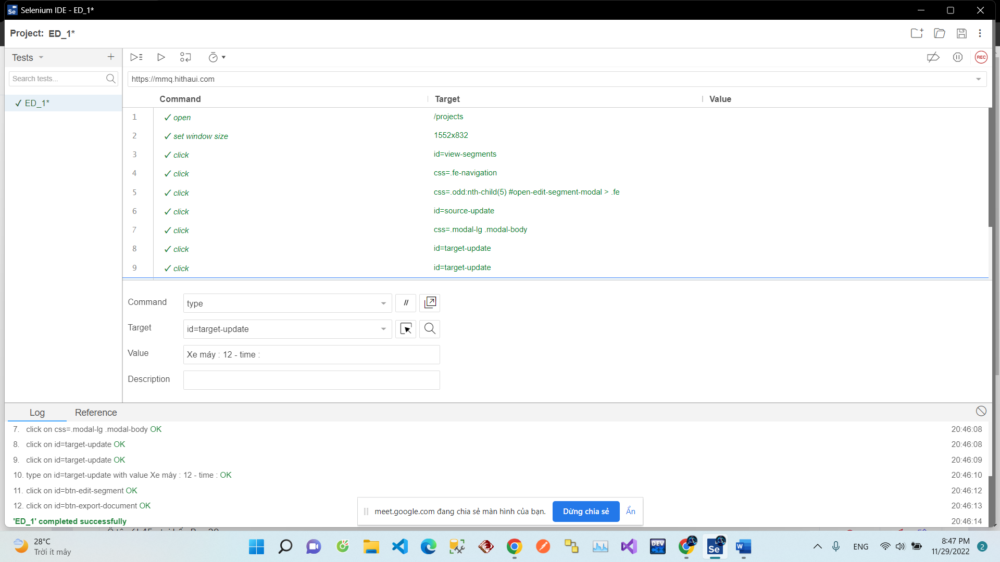 Selenium IDE - ED_1*
Project: ED_1*
Tests
Search tests...
✓ ED_1*
REC
https://mmq.hithaui.com
Command Target Value
1 ✓ open /projects
2 ✓ set window size 1552x832
3 ✓ click id=view-segments
4 ✓ click css=.fe-navigation
5 ✓ click css=.odd:nth-child(5) #open-edit-segment-modal > .fe
6 ✓ click id=source-update
7 ✓ click css=.modal-lg .modal-body
8 ✓ click id=target-update
9 ✓ click id=target-update
Command type //
Target id=target-update
Value Xe máy : 12 - time :
Description
Log Reference
7. click on css=.modal-lg .modal-body OK 20:46:08
8. click on id=target-update OK 20:46:08
9. click on id=target-update OK 20:46:09
10. type on id=target-update with value Xe máy : 12 - time : OK 20:46:10
11. click on id=btn-edit-segment OK 20:46:12
12. click on id=btn-export-document OK 20:46:13
'ED_1' completed successfully 20:46:14
meet.google.com đang chia sẻ màn hình của bạn. Dừng chia sẻ Ẩn
28°C
Trời ít mây
DEV C++
Se
W
ENG
8:47 PM
11/29/2022
2